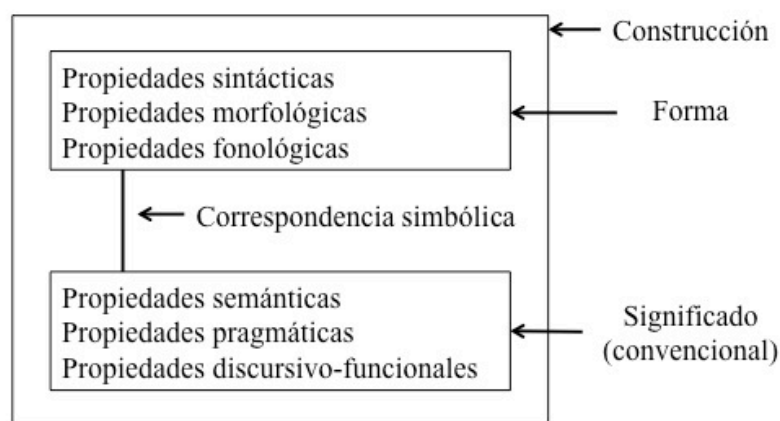 Construcción
Propiedades sintácticas
Propiedades morfológicas
Propiedades fonológicas
Forma
Correspondencia simbólica
Propiedades semánticas
Propiedades pragmáticas
Propiedades discursivo-funcionales
Significado
(convencional)